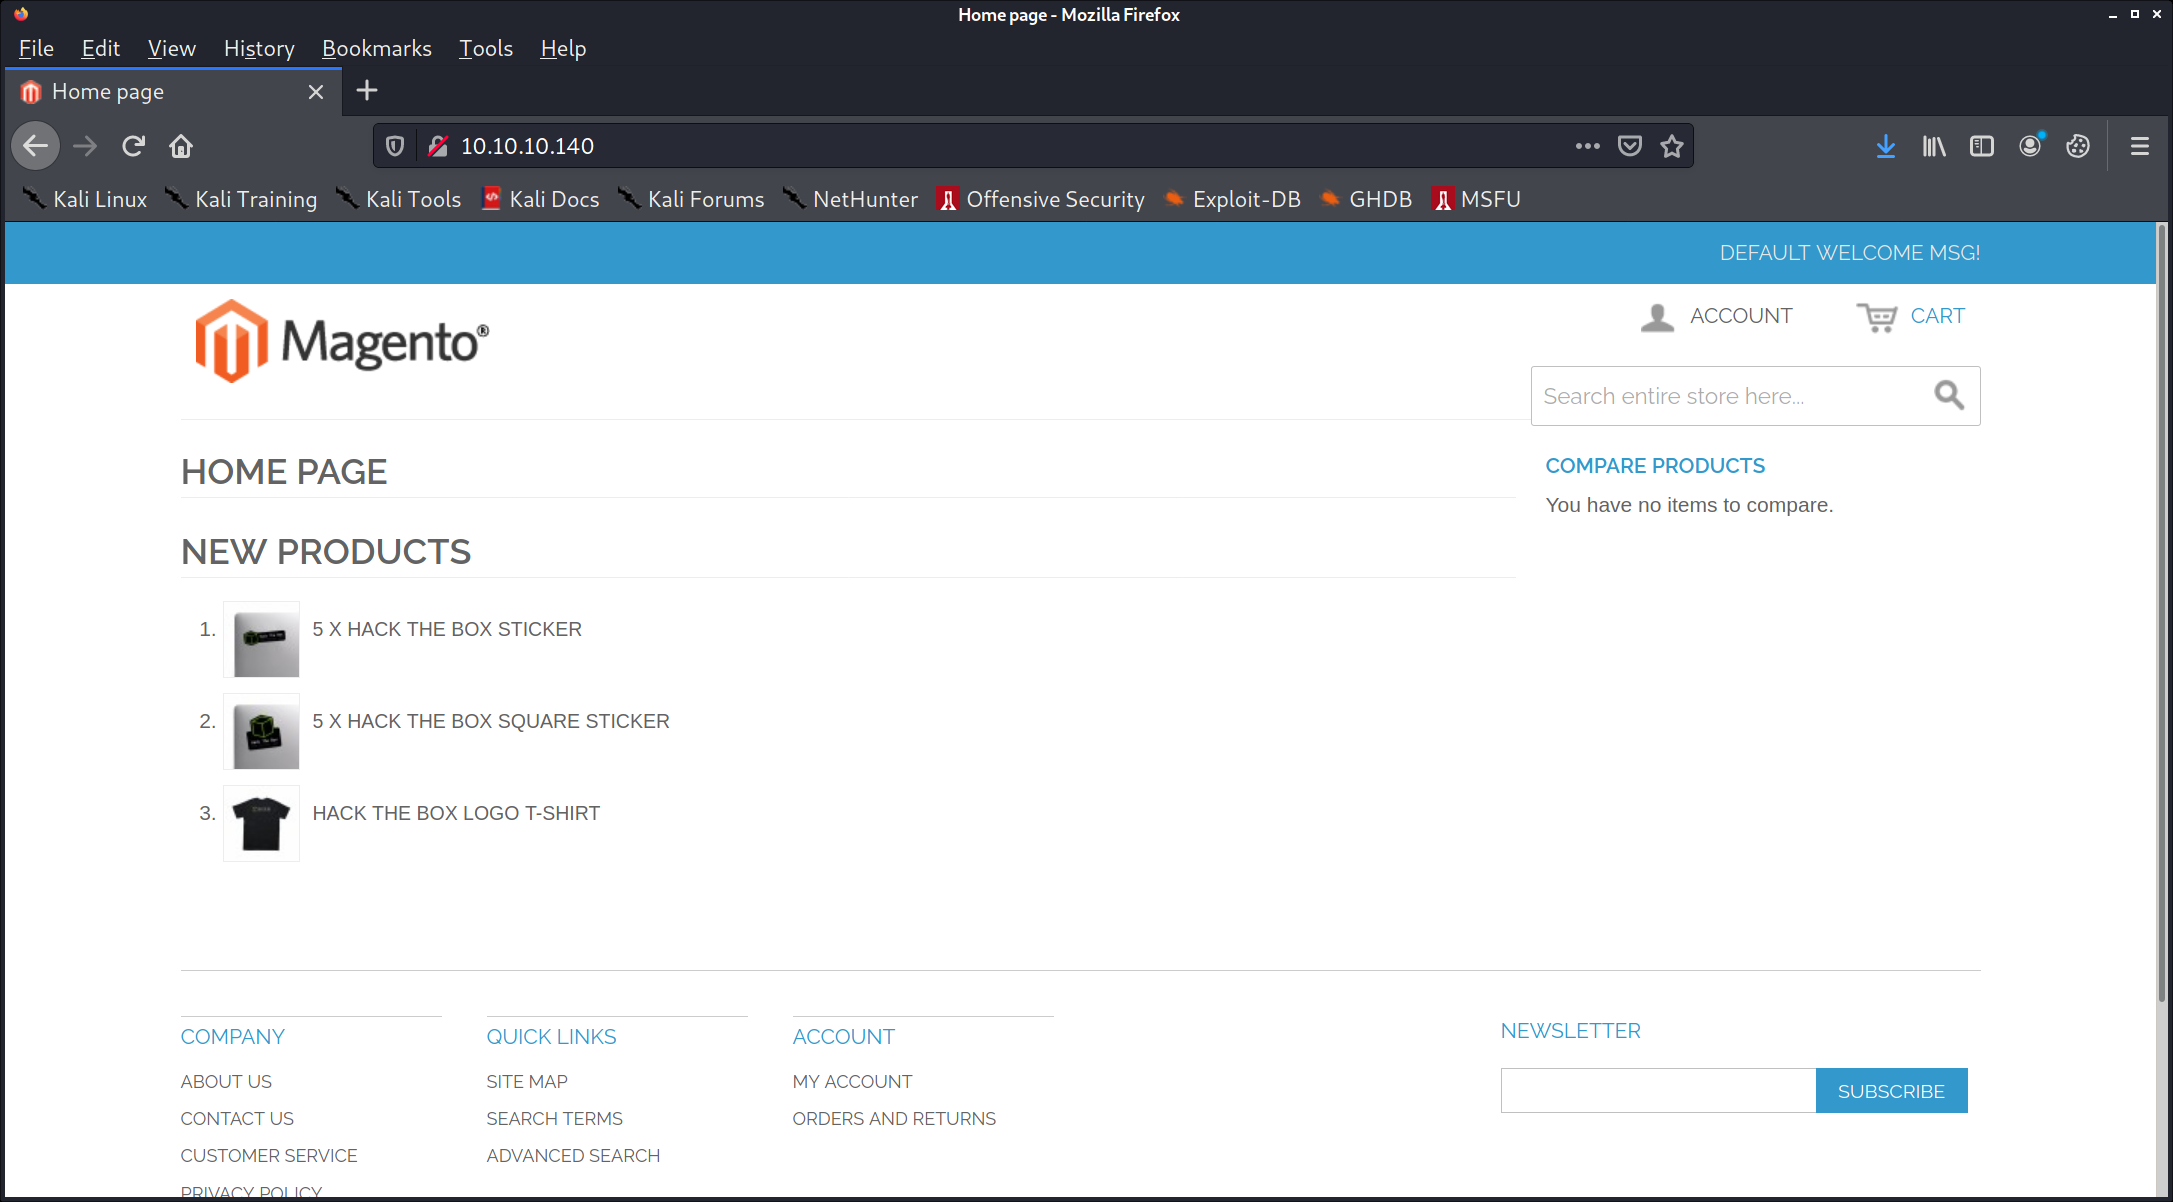 Home page - Mozilla Firefox
File Edit View History Bookmarks Tools Help
Home page
10.10.10.140
Kali Linux Kali Training Kali Tools Kali Docs Kali Forums NetHunter Offensive Security Exploit-DB GHDB MSFU
DEFAULT WELCOME MSG!
Magento®
ACCOUNT CART
Search entire store here...
HOME PAGE
COMPARE PRODUCTS
You have no items to compare.
NEW PRODUCTS
1. 5 X HACK THE BOX STICKER
2. 5 X HACK THE BOX SQUARE STICKER
3. HACK THE BOX LOGO T-SHIRT
COMPANY QUICK LINKS ACCOUNT NEWSLETTER
ABOUT US SITE MAP MY ACCOUNT
SUBSCRIBE
CONTACT US SEARCH TERMS ORDERS AND RETURNS
CUSTOMER SERVICE ADVANCED SEARCH
PRIVACY POLICY